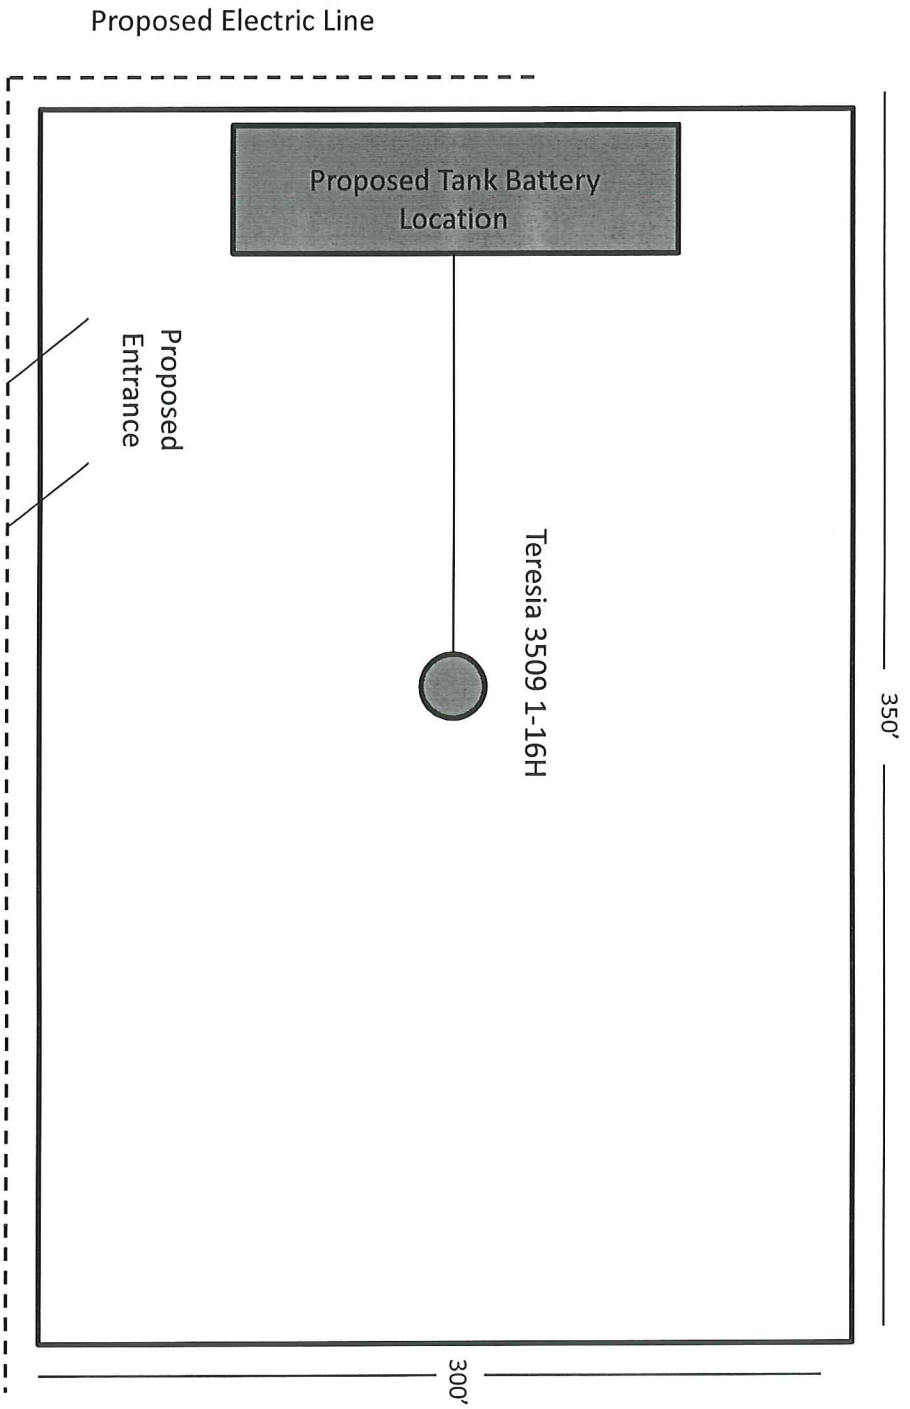 Proposed Electric Line
Proposed Tank Battery
Location
Proposed
Entrance
Teresia 3509 1-16H
350'
300'